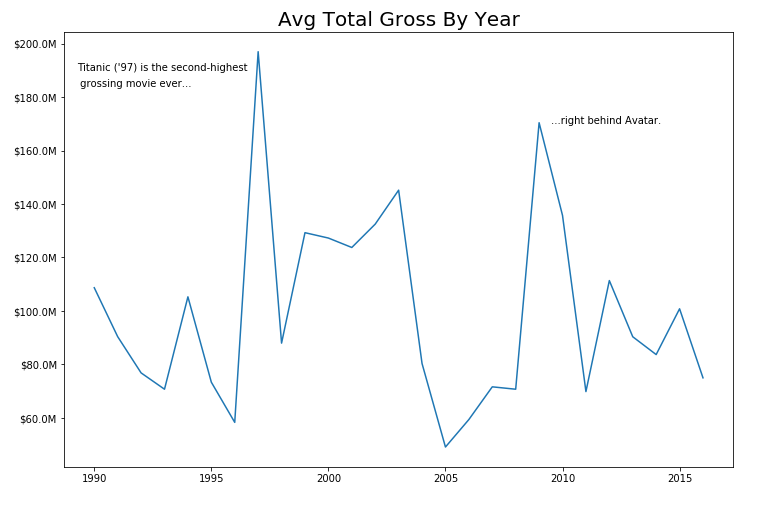 Avg Total Gross By Year
$200.0M
Titanic ('97) is the second-highest
grossing movie ever...
$180.0M
...right behind Avatar.
$160.0M
$140.0M
$120.0M
$100.0M
$80.0M
$60.0M
1990 1995 2000 2005 2010 2015